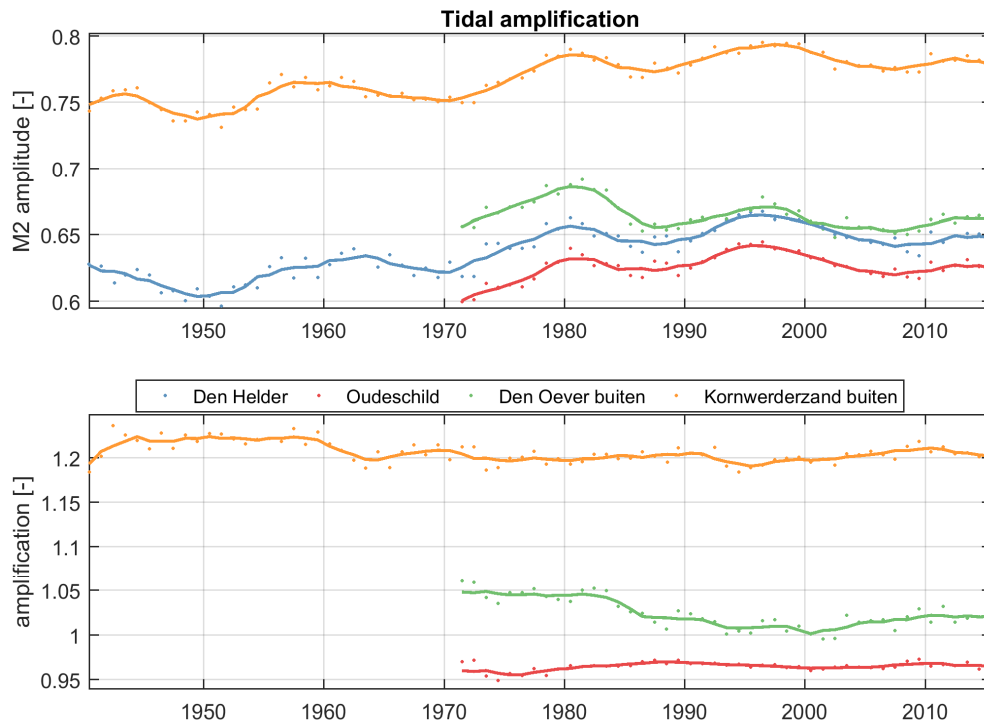 Tidal amplification
M2 amplitude [-]
0.8
0.75
0.7
0.65
0.6
1950 1960 1970 1980 1990 2000 2010
Den Helder Oudeschild Den Oever buiten Kornwerderzand buiten
amplification [-]
1.2
1.15
1.1
1.05
1
0.95
1950 1960 1970 1980 1990 2000 2010